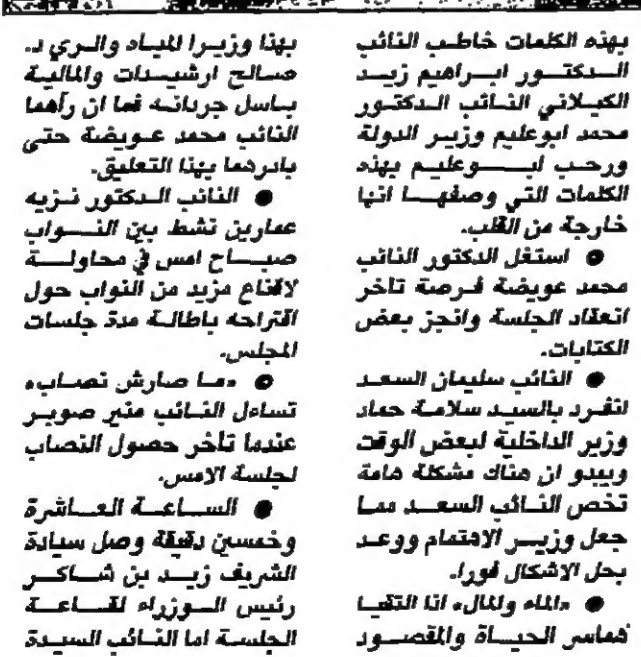 بهذه الكلمات خاطب النائب
الدكتور ابراهيم زيد
الكيلاني النائب الدكتور
محمد ابوعليم وزير الدولة
ورحب ابوعليم بهذه
الكلمات التي وصفها انها
خارجة من القلب.
● استغل الدكتور النائب
محمد عويضة فرصة تاخر
انعقاد الجلسة وانجز بعض
الكتابات.
● النائب سليمان السعد
انفرد بالسيد سلامة حماد
وزير الداخلية لبعض الوقت
ويبدو ان هناك مشكلة هامة
تخص النائب السعد مما
جعل وزير الاهتمام ووعد
بحل الاشكال فورا.
● «الماء والمال» اذا التقيا
هماسر الحياة والمقصود
بهذا وزيرا المياه والري د.
صالح ارشيدات والمالية
باسل جردانه فما ان رآهما
النائب محمد عويضة حتى
بادرهما بهذا التعليق.
● النائب الدكتور نزيه
عمارين نشط بين النواب
صباح امس في محاولة
لاقناع مزيد من النواب حول
اقتراحه باطالة مدة جلسات
المجلس.
● «ما صارش نصاب»
تساءل النائب منير صوبر
عندما تأخر حصول النصاب
لجلسة الامس.
● الساعة العاشرة
وخمسين دقيقة وصل سيادة
الشريف زيد بن شاكر
رئيس الوزراء لقاعة
الجلسة اما النائب السيدة